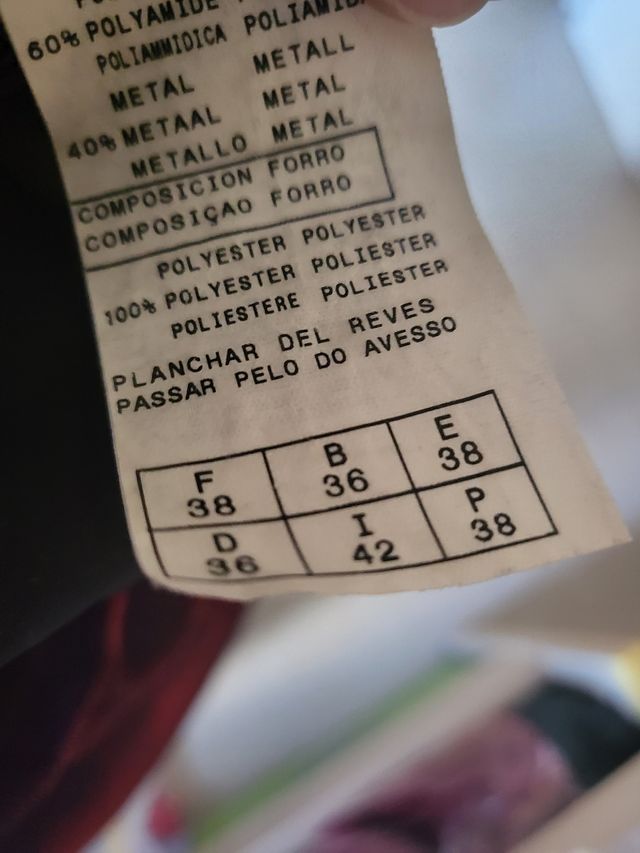 60% POLYAMIDE
POLIAMMIDICA POLIAMID
METAL METALL
40% METAAL METAL
METALLO METAL
COMPOSICION FORRO
COMPOSIÇAO FORRO
POLYESTER POLYESTER
100% POLYESTER POLIESTER
POLIESTERE POLIESTER
PLANCHAR DEL REVES
PASSAR PELO DO AVESSO
F B E
38 36 38
D I P
36 42 38